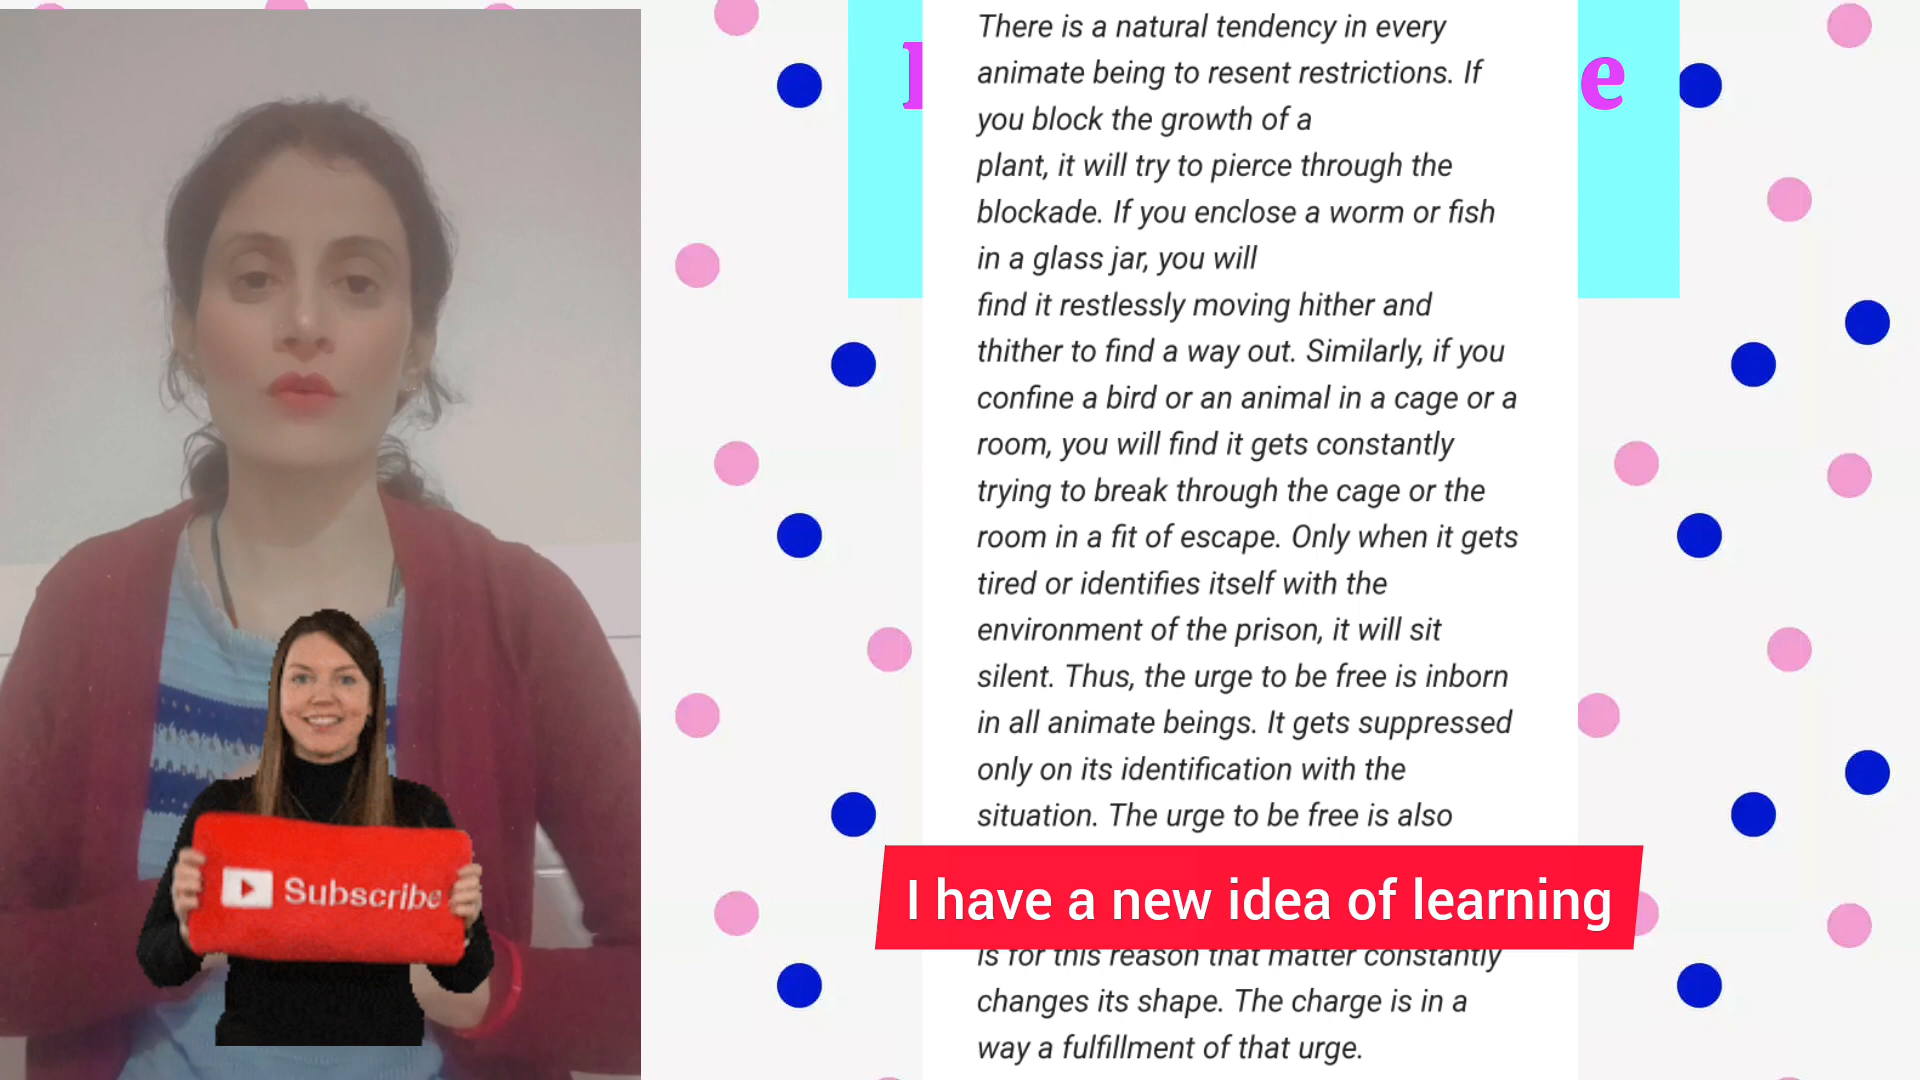 There is a natural tendency in every
animate being to resent restrictions. If
you block the growth of a
plant, it will try to pierce through the
blockade. If you enclose a worm or fish
in a glass jar, you will
find it restlessly moving hither and
thither to find a way out. Similarly, if you
confine a bird or an animal in a cage or a
room, you will find it gets constantly
trying to break through the cage or the
room in a fit of escape. Only when it gets
tired or identifies itself with the
environment of the prison, it will sit
silent. Thus, the urge to be free is inborn
in all animate beings. It gets suppressed
only on its identification with the
situation. The urge to be free is also
I have a new idea of learning
is for this reason that matter constantly
changes its shape. The charge is in a
way a fulfillment of that urge.
Subscribe